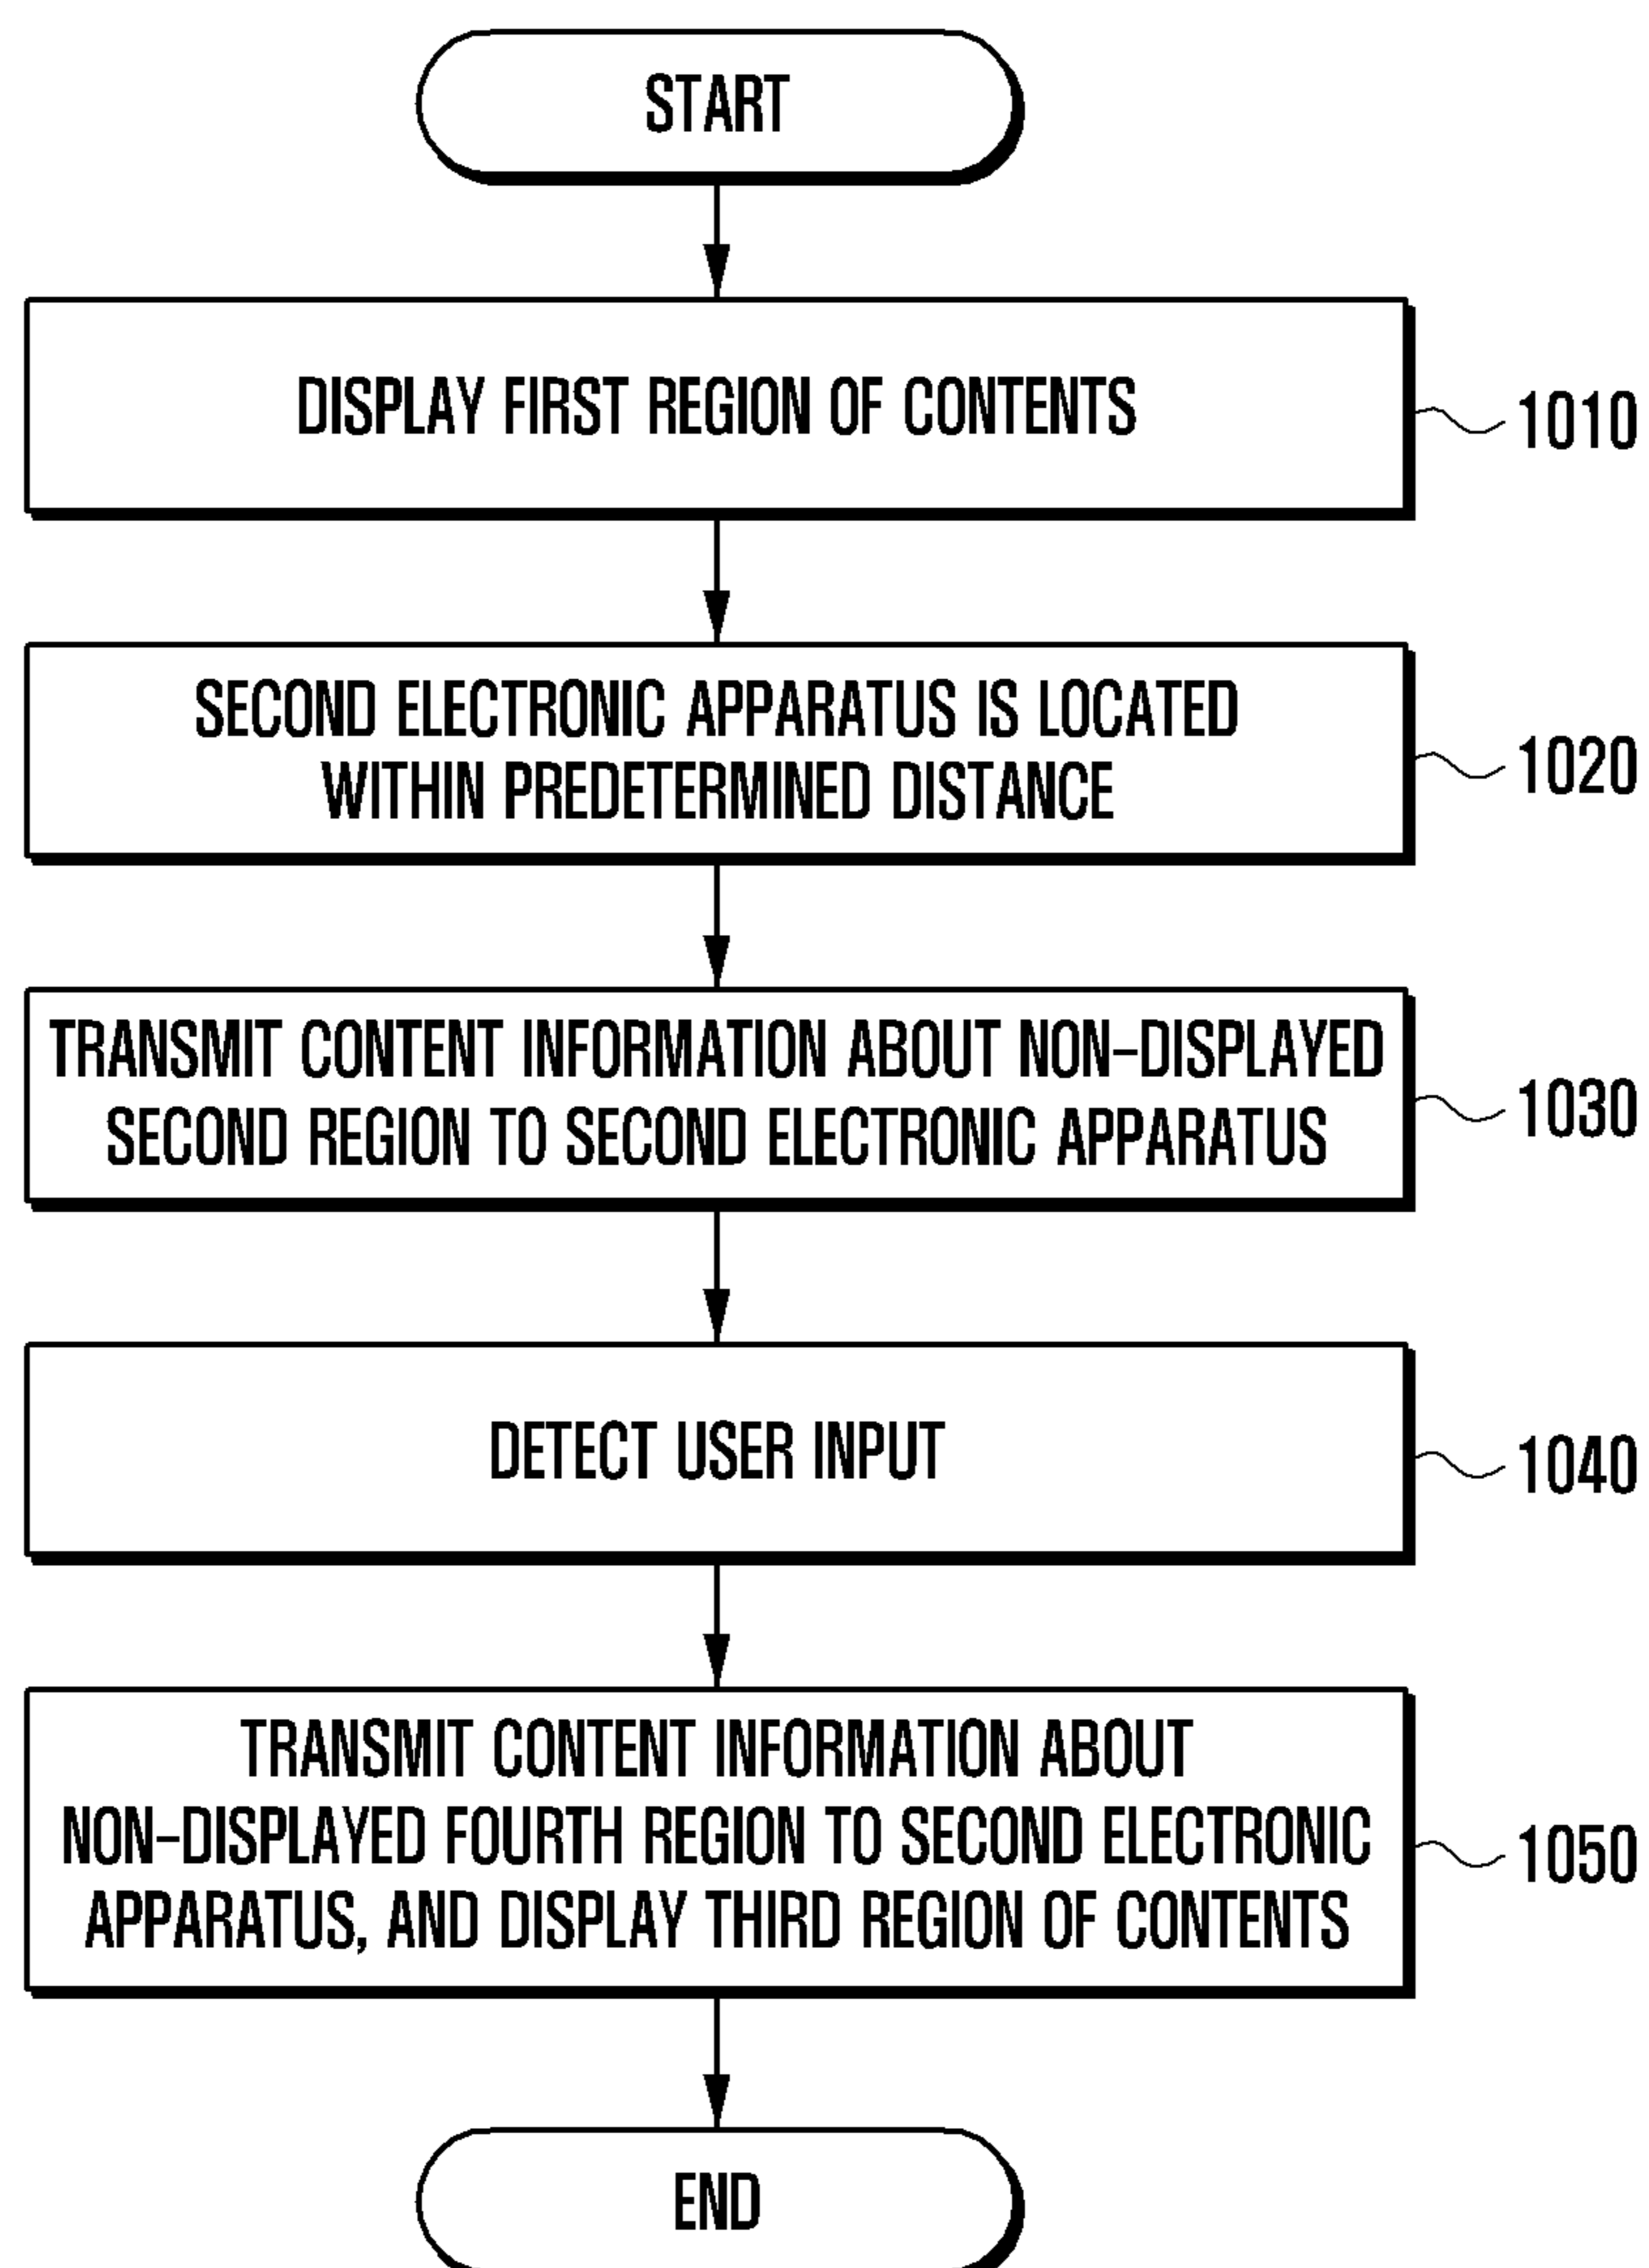 START
DISPLAY FIRST REGION OF CONTENTS
1010
SECOND ELECTRONIC APPARATUS IS LOCATED
WITHIN PREDETERMINED DISTANCE
1020
TRANSMIT CONTENT INFORMATION ABOUT NON-DISPLAYED
SECOND REGION TO SECOND ELECTRONIC APPARATUS
1030
DETECT USER INPUT
1040
TRANSMIT CONTENT INFORMATION ABOUT
NON-DISPLAYED FOURTH REGION TO SECOND ELECTRONIC
APPARATUS, AND DISPLAY THIRD REGION OF CONTENTS
1050
END